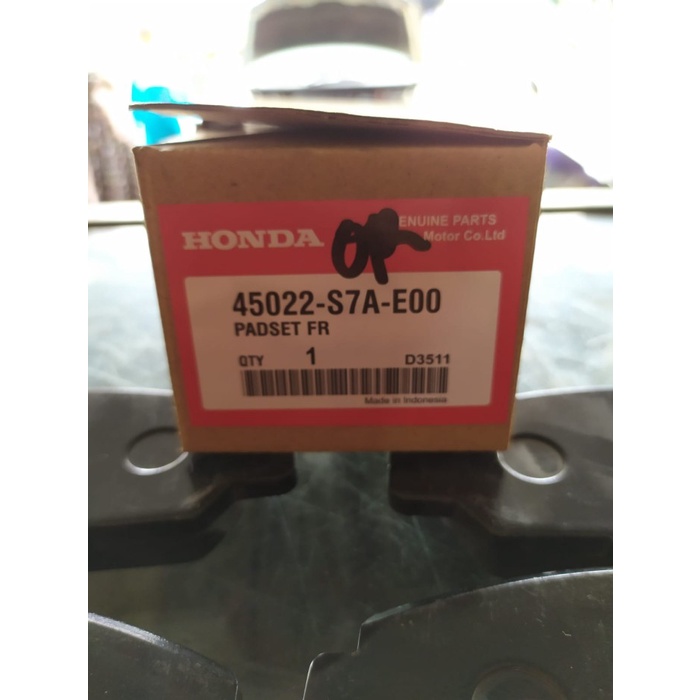 HONDA
ENUINE PARTS
Motor Co.Ltd
45022-S7A-E00
PADSET FR
QTY 1 D3511
Made in Indonesia